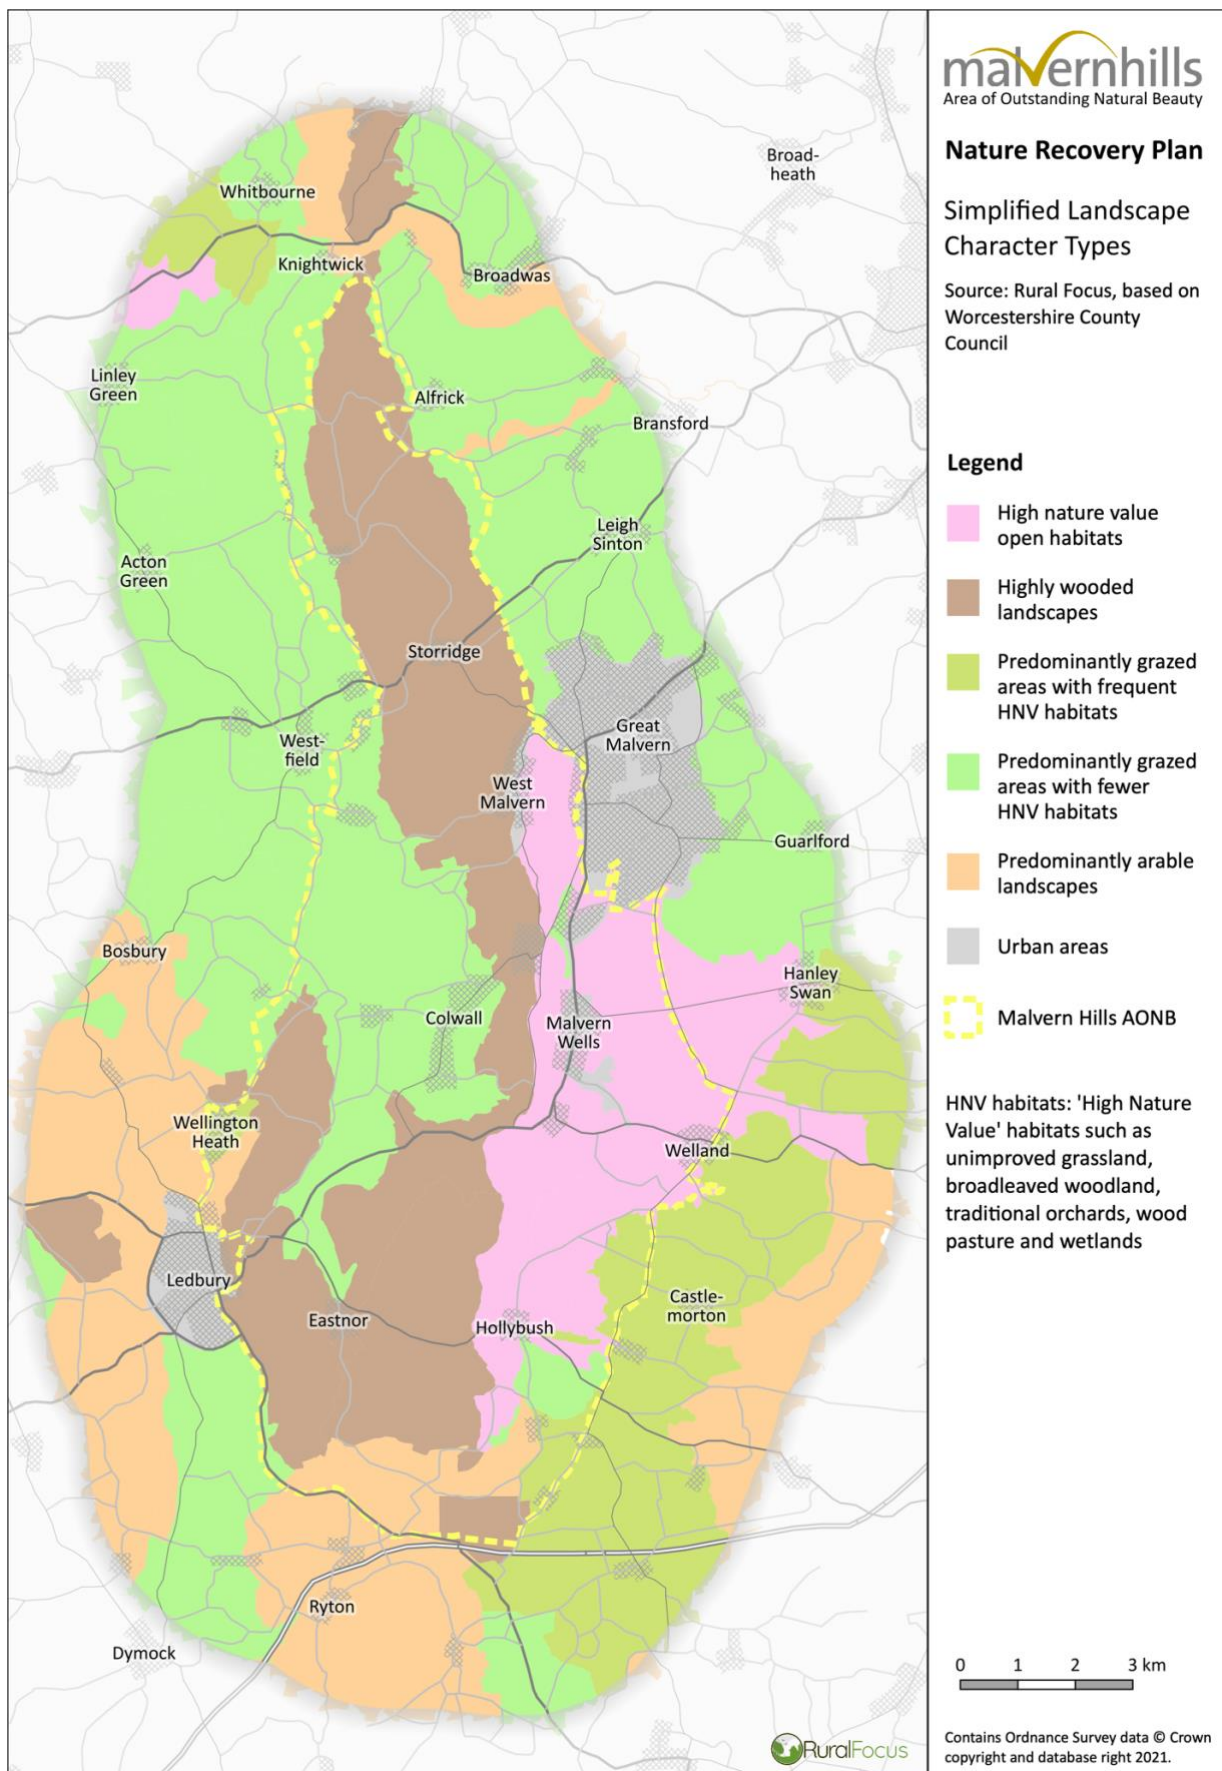 malvernhills
Area of Outstanding Natural Beauty
Nature Recovery Plan
Simplified Landscape
Character Types
Source: Rural Focus, based on
Worcestershire County
Council
Legend
High nature value
open habitats
Highly wooded
landscapes
Predominantly grazed
areas with frequent
HNV habitats
Predominantly grazed
areas with fewer
HNV habitats
Predominantly arable
landscapes
Urban areas
Malvern Hills AONB
HNV habitats: 'High Nature
Value' habitats such as
unimproved grassland,
broadleaved woodland,
traditional orchards, wood
pasture and wetlands
0 1 2 3 km
Contains Ordnance Survey data © Crown
copyright and database right 2021.
Broad-
heath
Whitbourne
Knightwick
Broadwas
Linley
Green
Alfrick
Bransford
Leigh
Sinton
Acton
Green
Storridge
Great
Malvern
West-
field
West
Malvern
Guarlford
Bosbury
Hanley
Swan
Colwall
Malvern
Wells
Wellington
Heath
Welland
Ledbury
Castle-
morton
Eastnor
Hollybush
Ryton
Dymock
RuralFocus